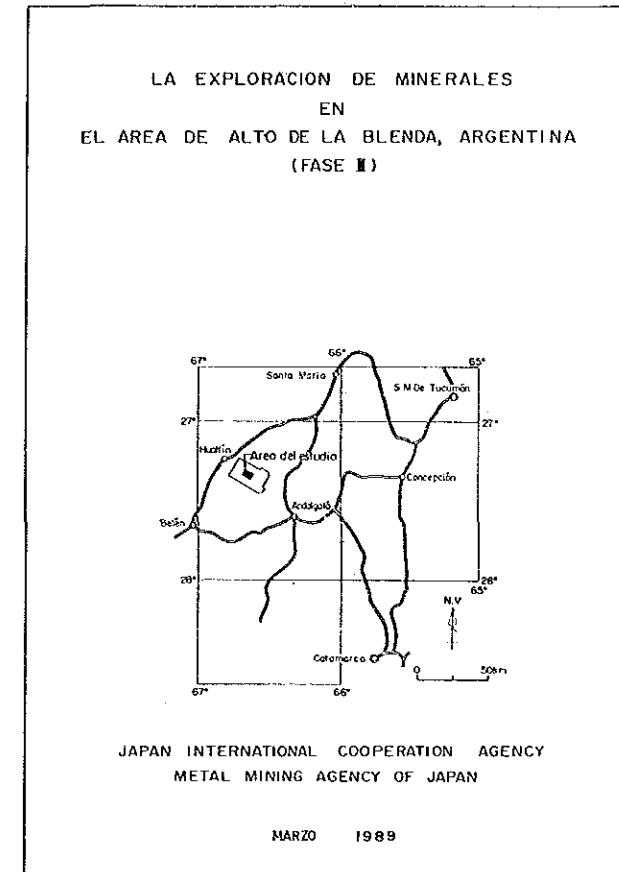 LA EXPLORACION DE MINERALES
EN
EL AREA DE ALTO DE LA BLENDA, ARGENTINA
(FASE II)
67°
66°
65°
Santa María
S.M.De Tucumán
27°
27°
Hualfín
Area del estudio
Concepción
Andalgalá
Belén
28°
28°
65°
N.V
Catamarca
0
50km
67°
66°
JAPAN INTERNATIONAL COOPERATION AGENCY
METAL MINING AGENCY OF JAPAN
MARZO 1989